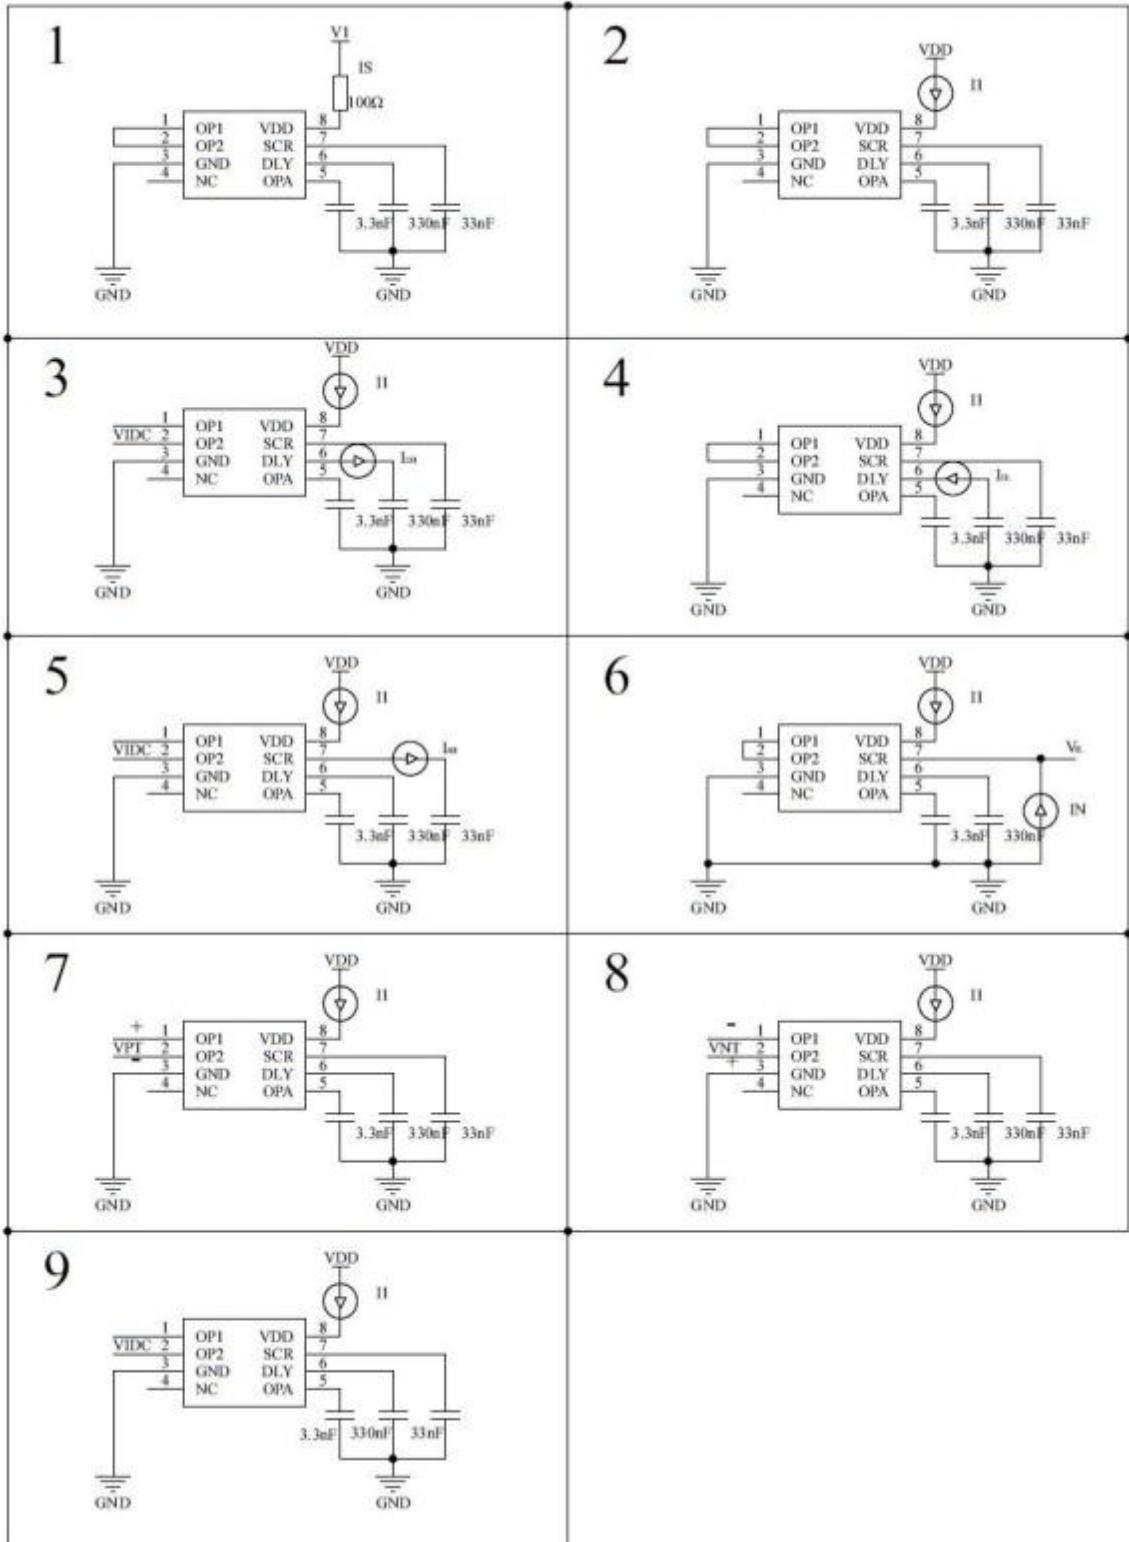 1
V1
IS
100Ω
1 OP1 VDD 8
2 OP2 SCR 7
3 GND DLY 6
4 NC OPA 5
3.3nF 330nF 33nF
GND GND
2
VDD
I1
1 OP1 VDD 8
2 OP2 SCR 7
3 GND DLY 6
4 NC OPA 5
3.3nF 330nF 33nF
GND GND
3
VDD
I1
1 OP1 VDD 8
VIDC 2 OP2 SCR 7
3 GND DLY 6
4 NC OPA 5
3.3nF 330nF 33nF
GND GND
4
VDD
I1
1 OP1 VDD 8
2 OP2 SCR 7
3 GND DLY 6
4 NC OPA 5
3.3nF 330nF 33nF
GND GND
5
VDD
I1
1 OP1 VDD 8
VIDC 2 OP2 SCR 7
3 GND DLY 6
4 NC OPA 5
3.3nF 330nF 33nF
GND GND
6
VDD
I1
1 OP1 VDD 8
2 OP2 SCR 7
3 GND DLY 6
4 NC OPA 5
IN
3.3nF 330nF
GND GND
7
VDD
I1
+
1 OP1 VDD 8
VPT 2 OP2 SCR 7
-
3 GND DLY 6
4 NC OPA 5
3.3nF 330nF 33nF
GND GND
8
VDD
I1
-
1 OP1 VDD 8
VNT 2 OP2 SCR 7
+
3 GND DLY 6
4 NC OPA 5
3.3nF 330nF 33nF
GND GND
9
VDD
I1
1 OP1 VDD 8
VIDC 2 OP2 SCR 7
3 GND DLY 6
4 NC OPA 5
3.3nF 330nF 33nF
GND GND